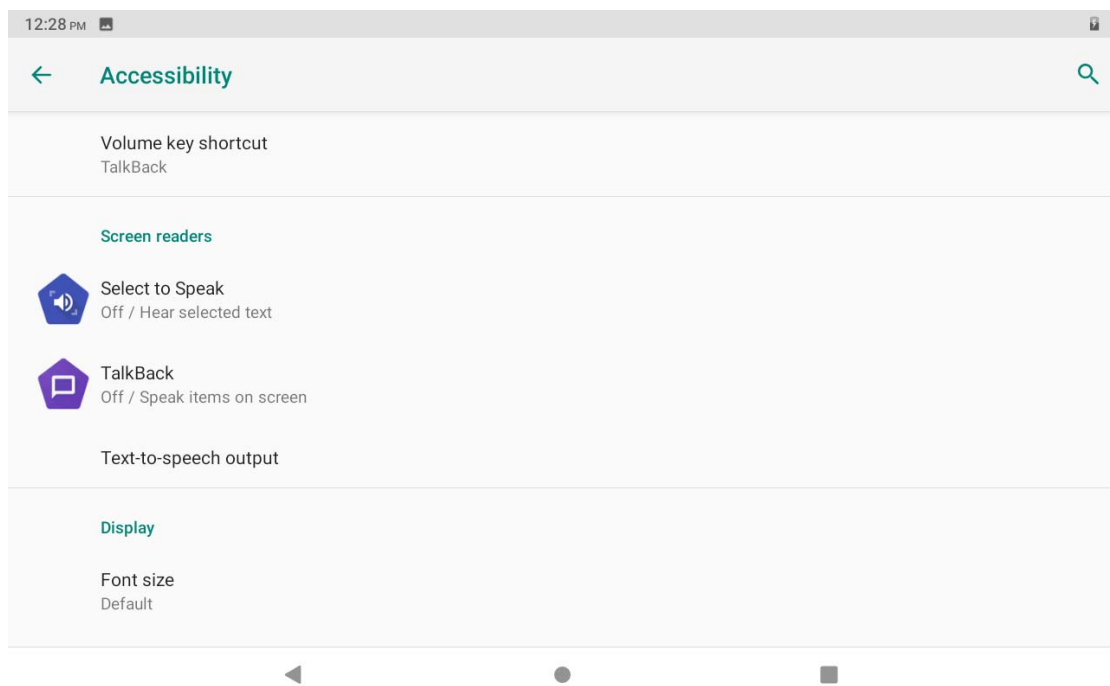 12:28 PM
Accessibility
Volume key shortcut
TalkBack
Screen readers
Select to Speak
Off / Hear selected text
TalkBack
Off / Speak items on screen
Text-to-speech output
Display
Font size
Default